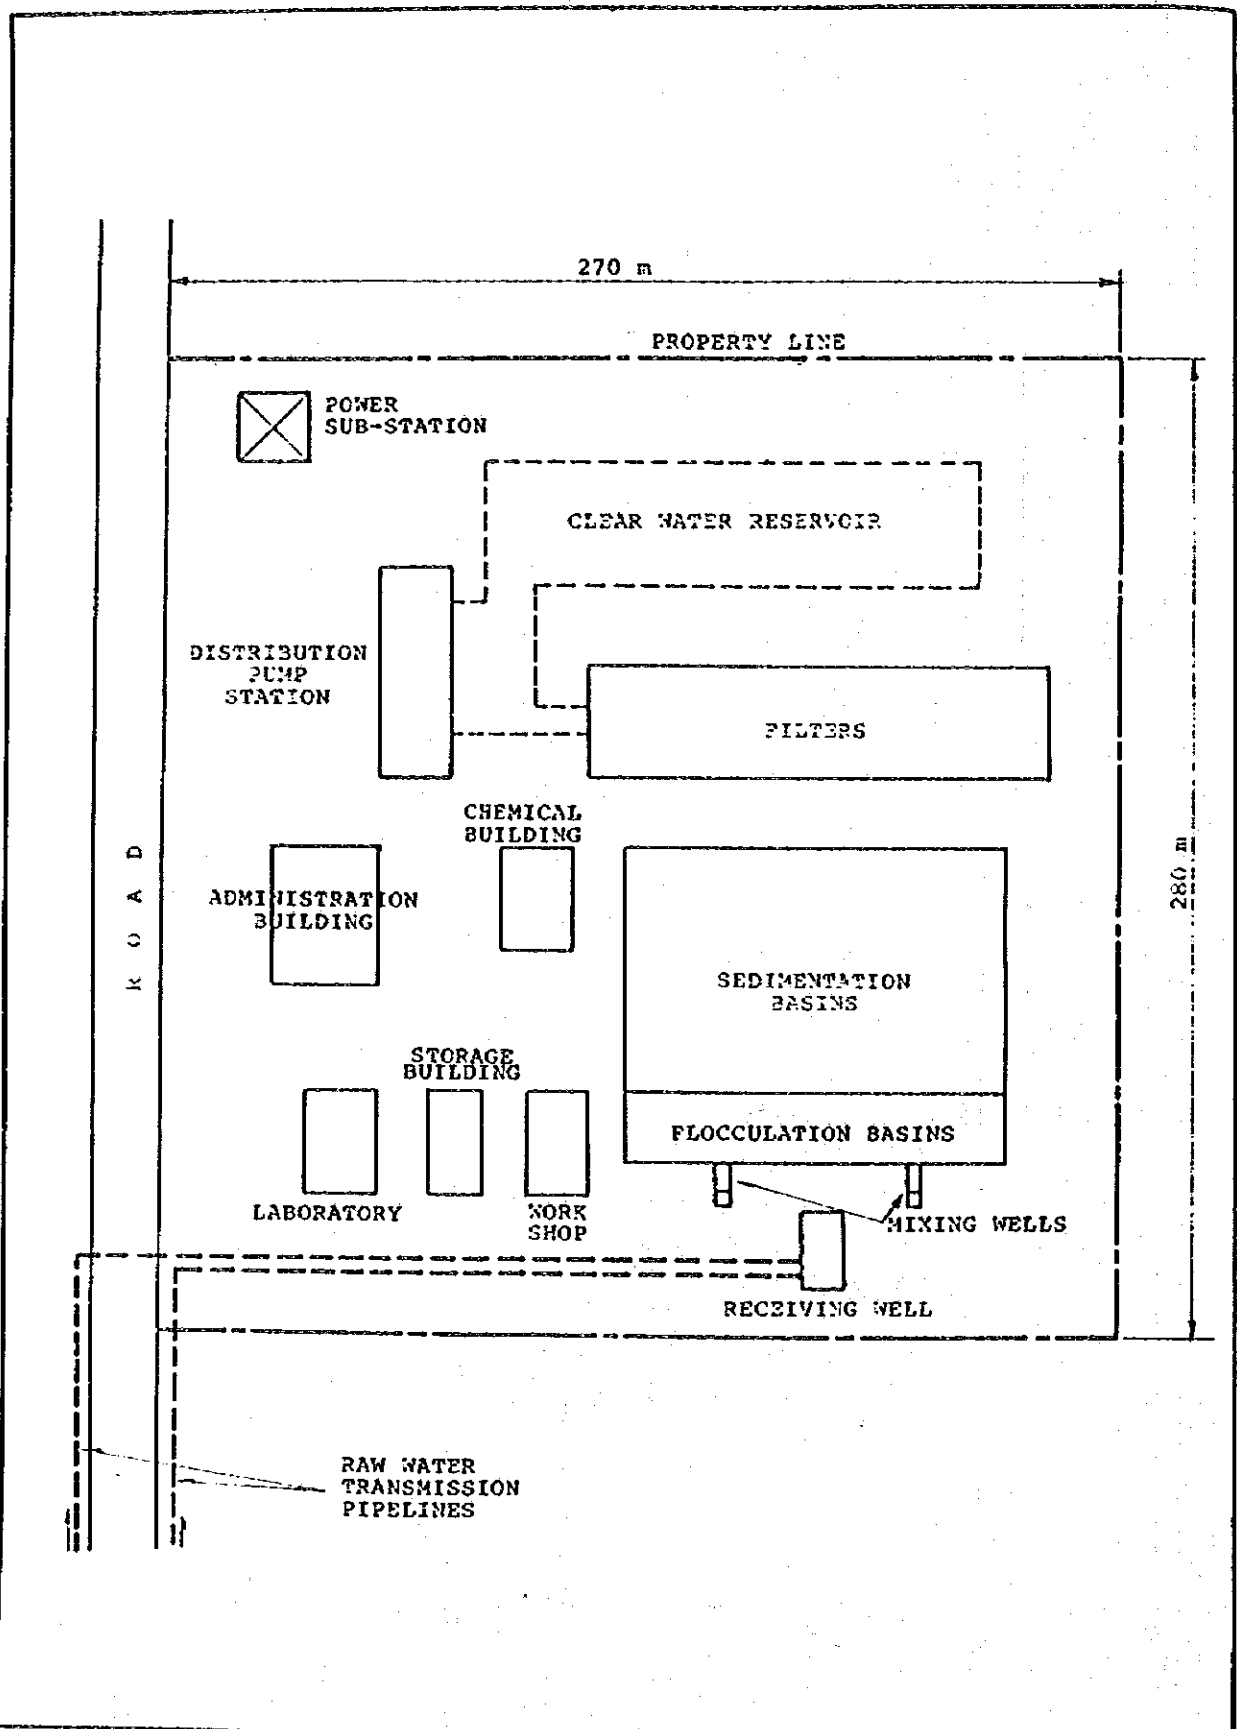 270 m
PROPERTY LINE
POWER
SUB-STATION
CLEAR WATER RESERVOIR
DISTRIBUTION
PUMP
STATION
FILTERS
CHEMICAL
BUILDING
ROAD
ADMINISTRATION
BUILDING
280 m
SEDIMENTATION
BASINS
STORAGE
BUILDING
FLOCCULATION BASINS
LABORATORY
WORK
SHOP
MIXING WELLS
RECEIVING WELL
RAW WATER
TRANSMISSION
PIPELINES